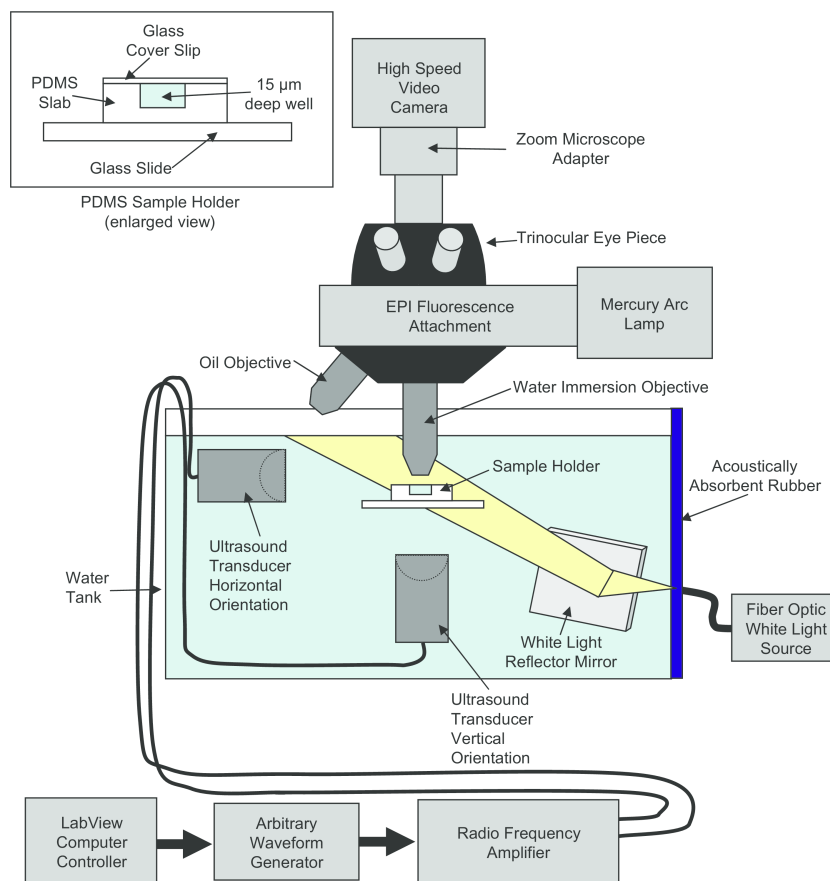 Glass
Cover Slip
PDMS
Slab
15 µm
deep well
Glass Slide
PDMS Sample Holder
(enlarged view)
High Speed
Video
Camera
Zoom Microscope
Adapter
Trinocular Eye Piece
EPI Fluorescence
Attachment
Mercury Arc
Lamp
Oil Objective
Water Immersion Objective
Sample Holder
Acoustically
Absorbent Rubber
Ultrasound
Transducer
Horizontal
Orientation
Water
Tank
White Light
Reflector Mirror
Fiber Optic
White Light
Source
Ultrasound
Transducer
Vertical
Orientation
LabView
Computer
Controller
Arbitrary
Waveform
Generator
Radio Frequency
Amplifier